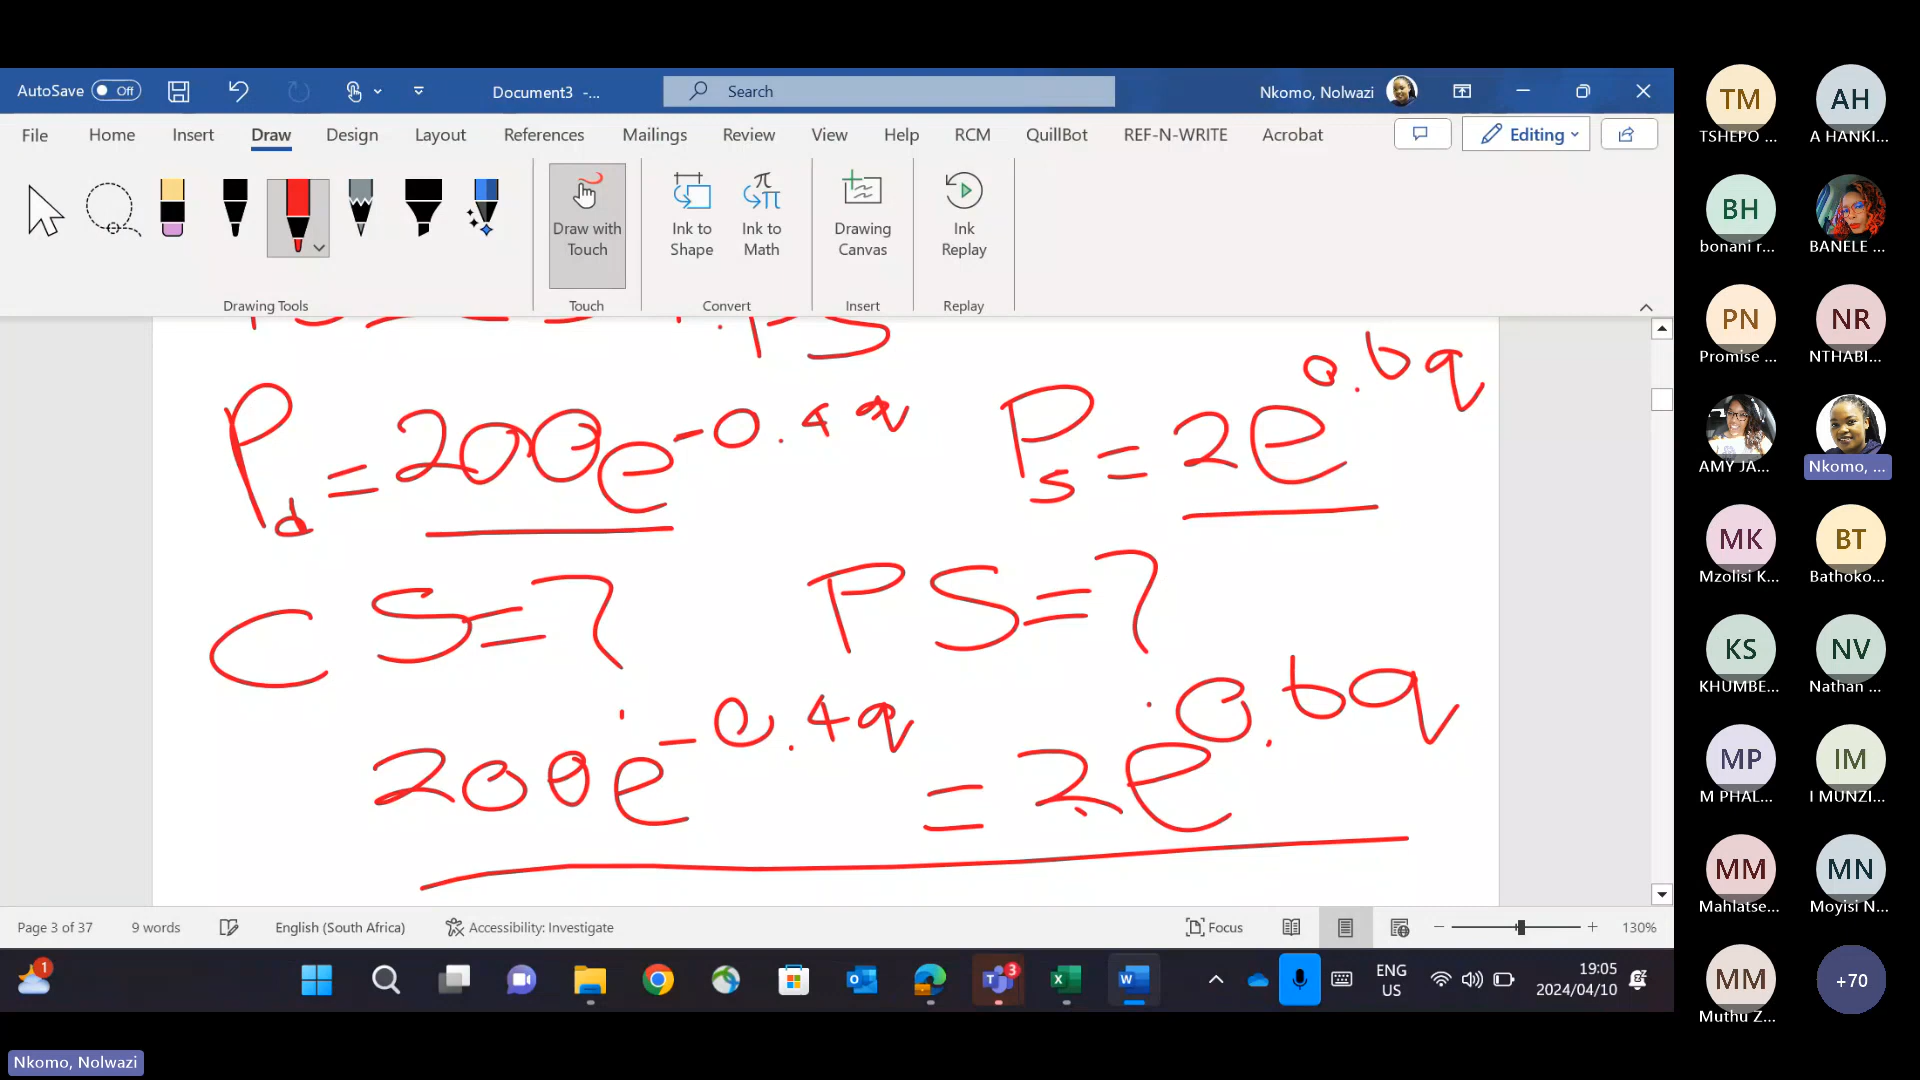 AutoSave Off Document3 -... Search Nkomo, Nolwazi
File Home Insert Draw Design Layout References Mailings Review View Help RCM QuillBot REF-N-WRITE Acrobat Editing
Draw with Touch
Ink to Shape
Ink to Math
Drawing Canvas
Ink Replay
Drawing Tools Touch Convert Insert Replay
PS
Pd = 200e^-0.4q Ps = 2e^0.6q
CS=? PS=?
200e^-0.4q = 2e^0.6q
Page 3 of 37 9 words English (South Africa) Accessibility: Investigate Focus 130%
1 3 ENG US 19:05 2024/04/10
Nkomo, Nolwazi
TM AH
TSHEPO ... A HANKI...
BH
bonani r... BANELE ...
PN NR
Promise ... NTHABI...
AMY JA... Nkomo, ...
MK BT
Mzolisi K... Bathoko...
KS NV
KHUMBE... Nathan ...
MP IM
M PHAL... I MUNZI...
MM MN
Mahlatse... Moyisi N...
MM +70
Muthu Z...